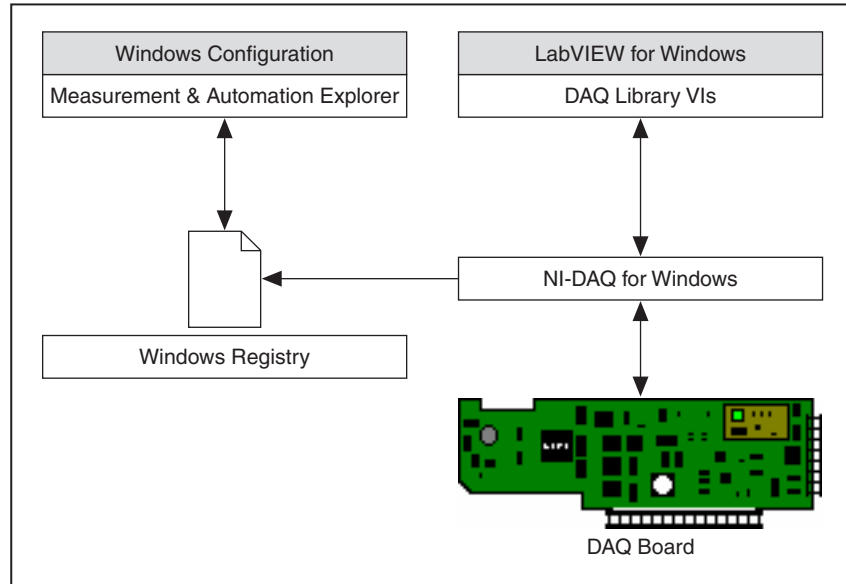 Windows Configuration
Measurement & Automation Explorer
LabVIEW for Windows
DAQ Library VIs
NI-DAQ for Windows
Windows Registry
DAQ Board